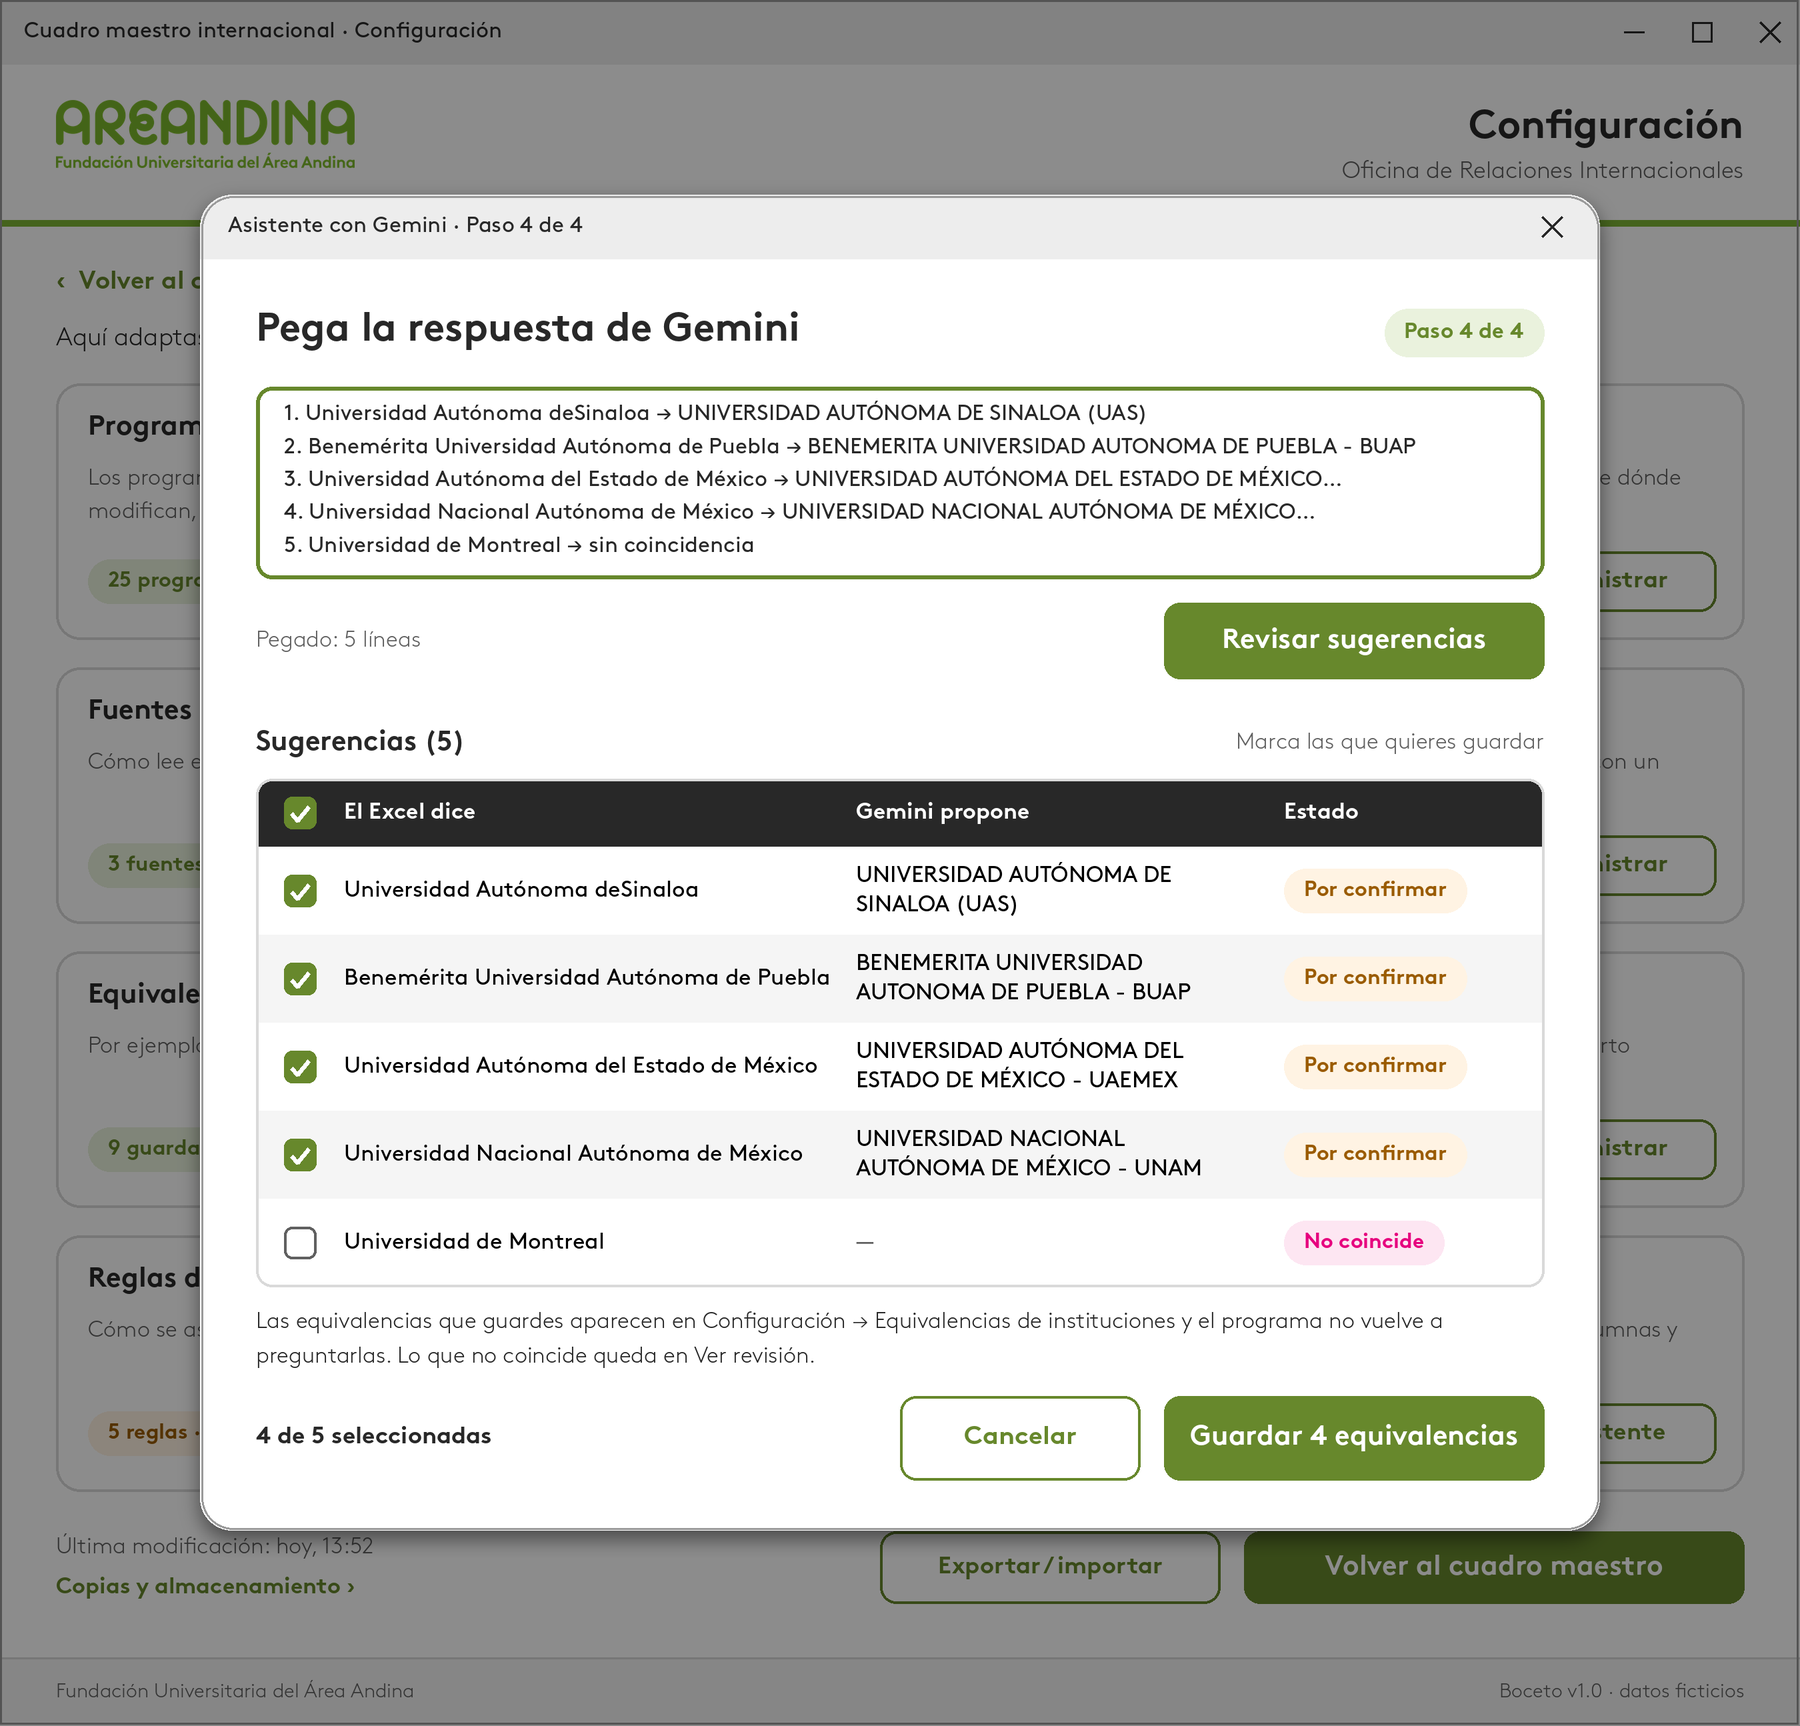 Cuadro maestro internacional · Configuración
AREANDINA
Fundación Universitaria del Área Andina
Configuración
Oficina de Relaciones Internacionales
Asistente con Gemini · Paso 4 de 4
‹ Volver al
Aquí adaptas
Pega la respuesta de Gemini
Paso 4 de 4
1. Universidad Autónoma deSinaloa → UNIVERSIDAD AUTÓNOMA DE SINALOA (UAS)
2. Benemérita Universidad Autónoma de Puebla → BENEMERITA UNIVERSIDAD AUTONOMA DE PUEBLA - BUAP
3. Universidad Autónoma del Estado de México → UNIVERSIDAD AUTÓNOMA DEL ESTADO DE MÉXICO...
4. Universidad Nacional Autónoma de México → UNIVERSIDAD NACIONAL AUTÓNOMA DE MÉXICO...
5. Universidad de Montreal → sin coincidencia
Pegado: 5 líneas
Revisar sugerencias
Sugerencias (5)
Marca las que quieres guardar
El Excel dice
Gemini propone
Estado
Universidad Autónoma deSinaloa
UNIVERSIDAD AUTÓNOMA DE
SINALOA (UAS)
Por confirmar
Benemérita Universidad Autónoma de Puebla
BENEMERITA UNIVERSIDAD
AUTONOMA DE PUEBLA - BUAP
Por confirmar
Universidad Autónoma del Estado de México
UNIVERSIDAD AUTÓNOMA DEL
ESTADO DE MÉXICO - UAEMEX
Por confirmar
Universidad Nacional Autónoma de México
UNIVERSIDAD NACIONAL
AUTÓNOMA DE MÉXICO - UNAM
Por confirmar
Universidad de Montreal
—
No coincide
Las equivalencias que guardes aparecen en Configuración → Equivalencias de instituciones y el programa no vuelve a
preguntarlas. Lo que no coincide queda en Ver revisión.
4 de 5 seleccionadas
Cancelar
Guardar 4 equivalencias
Program
Los progra
modifican,
25 progra
e dónde
istrar
Fuentes
Cómo lee e
3 fuentes
on un
istrar
Equivale
Por ejempl
9 guarda
rto
istrar
Reglas d
Cómo se as
5 reglas ·
umnas y
tente
Última modificación: hoy, 13:52
Copias y almacenamiento ›
Exportar / importar
Volver al cuadro maestro
Fundación Universitaria del Área Andina
Boceto v1.0 · datos ficticios